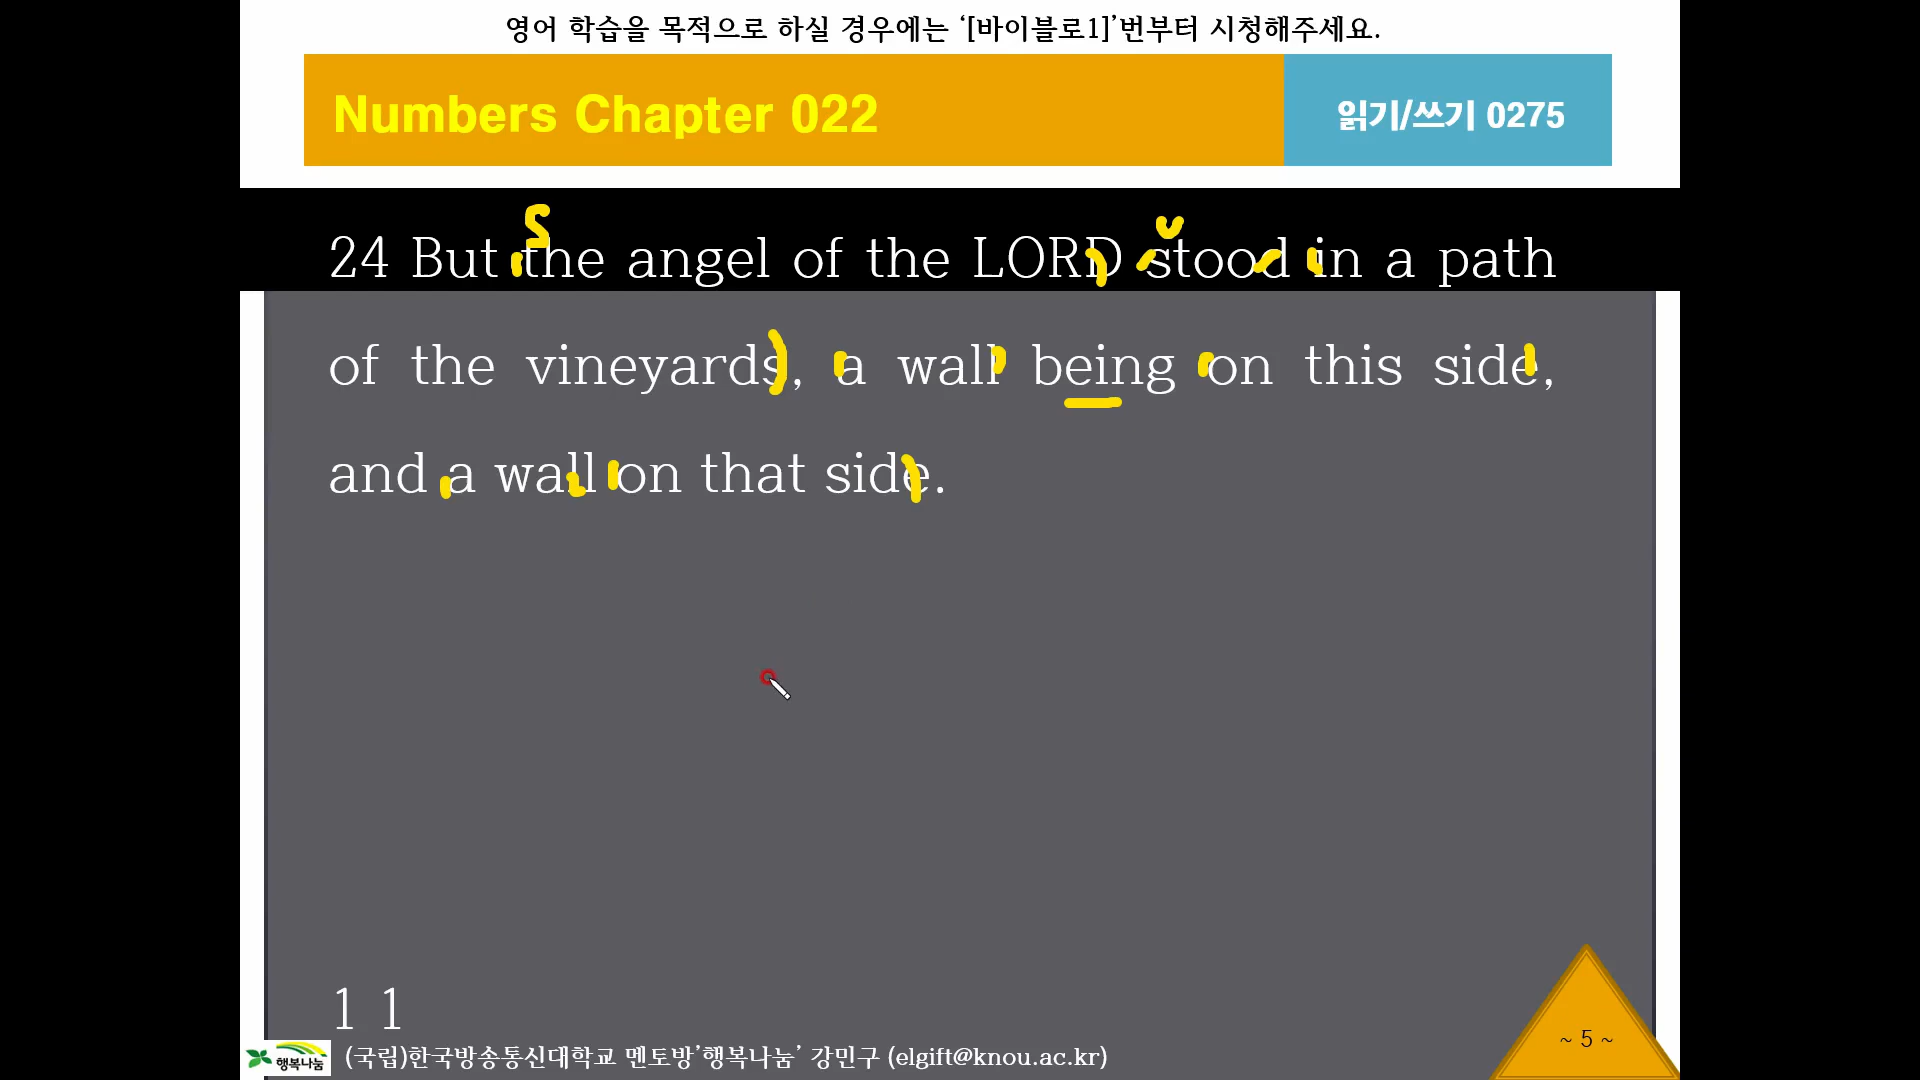 영어 학습을 목적으로 하실 경우에는 ‘[바이블로1]’번부터 시청해주세요.
Numbers Chapter 022
읽기/쓰기 0275
24 But the angel of the LORD stood in a path
of the vineyards, a wall being on this side,
and a wall on that side.
1 1
행복나눔
(국립)한국방송통신대학교 멘토방’행복나눔’ 강민구 (elgift@knou.ac.kr)
~ 5 ~